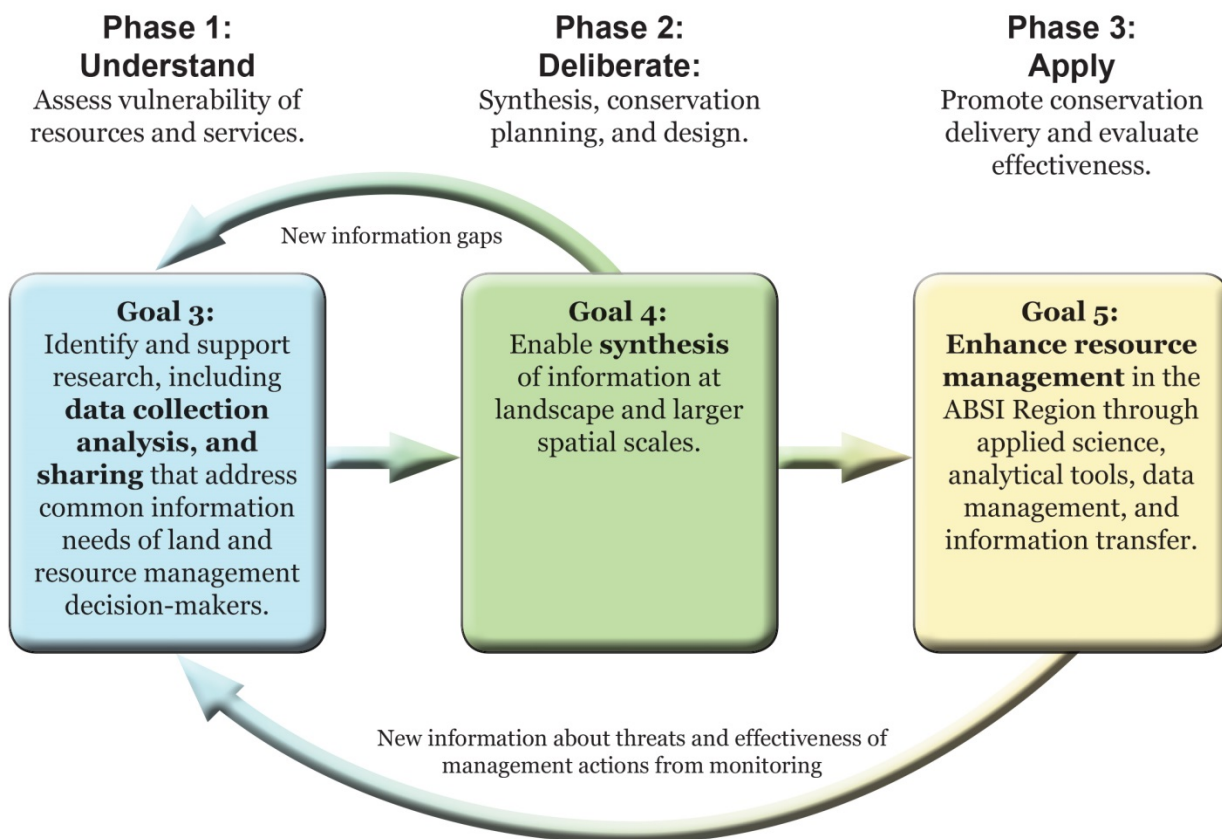 Phase 1:
Understand
Assess vulnerability of
resources and services.
Phase 2:
Deliberate:
Synthesis, conservation
planning, and design.
Phase 3:
Apply
Promote conservation
delivery and evaluate
effectiveness.
New information gaps
Goal 3:
Identify and support
research, including
data collection
analysis, and
sharing that address
common information
needs of land and
resource management
decision-makers.
Goal 4:
Enable synthesis
of information at
landscape and larger
spatial scales.
Goal 5:
Enhance resource
management in the
ABSI Region through
applied science,
analytical tools, data
management, and
information transfer.
New information about threats and effectiveness of
management actions from monitoring